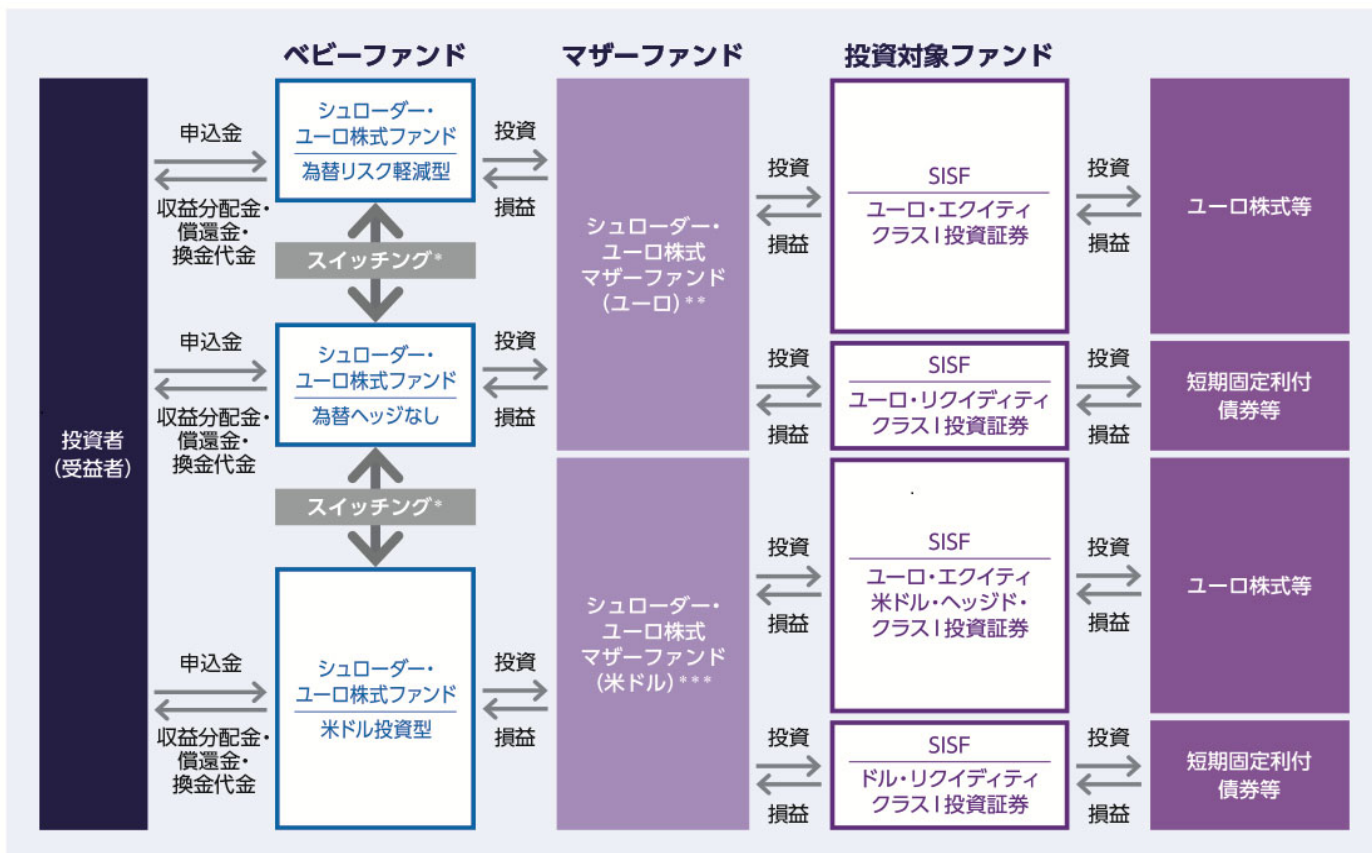 ベビーファンド
マザーファンド
投資対象ファンド
投資者
(受益者)
申込金
収益分配金・
償還金・
換金代金
シュローダー・
ユーロ株式ファンド
為替リスク軽減型
投資
損益
スイッチング*
申込金
収益分配金・
償還金・
換金代金
シュローダー・
ユーロ株式ファンド
為替ヘッジなし
投資
損益
スイッチング*
申込金
収益分配金・
償還金・
換金代金
シュローダー・
ユーロ株式ファンド
米ドル投資型
投資
損益
シュローダー・
ユーロ株式
マザーファンド
(ユーロ)**
投資
損益
SISF
ユーロ・エクイティ
クラスI投資証券
投資
損益
ユーロ株式等
投資
損益
SISF
ユーロ・リクイディティ
クラスI投資証券
投資
損益
短期固定利付
債券等
シュローダー・
ユーロ株式
マザーファンド
(米ドル)***
投資
損益
SISF
ユーロ・エクイティ
米ドル・ヘッジド・
クラスI投資証券
投資
損益
ユーロ株式等
投資
損益
SISF
ドル・リクイディティ
クラスI投資証券
投資
損益
短期固定利付
債券等